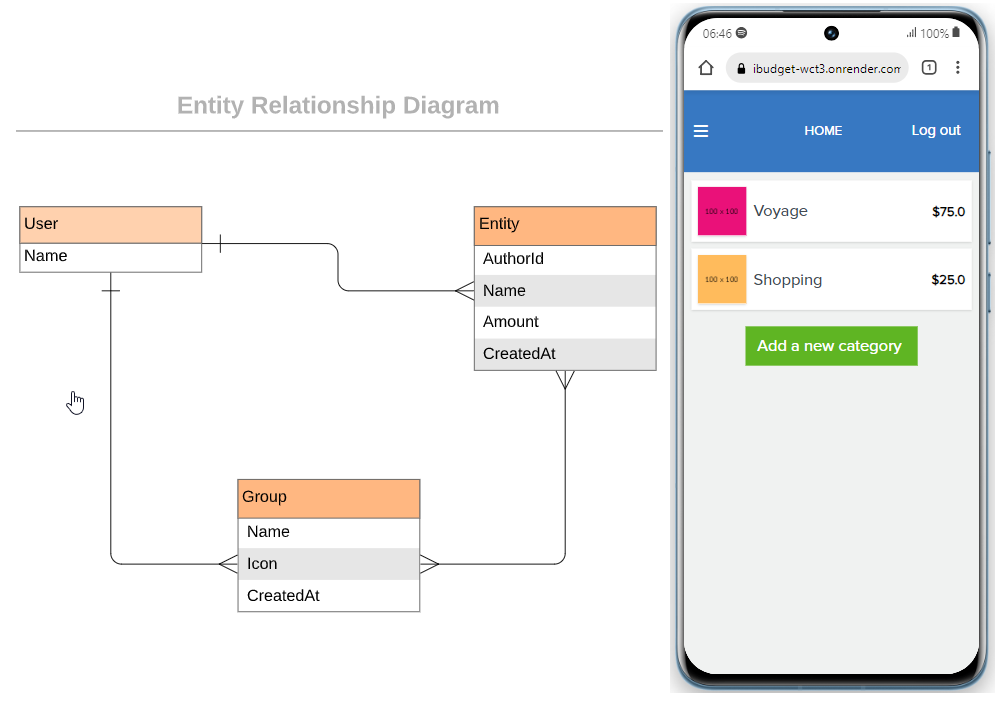 Entity Relationship Diagram
User
Name
Entity
AuthorId
Name
Amount
CreatedAt
Group
Name
Icon
CreatedAt
06:46
100%
ibudget-wct3.onrender.com
1
HOME
Log out
100 x 100
Voyage
$75.0
100 x 100
Shopping
$25.0
Add a new category